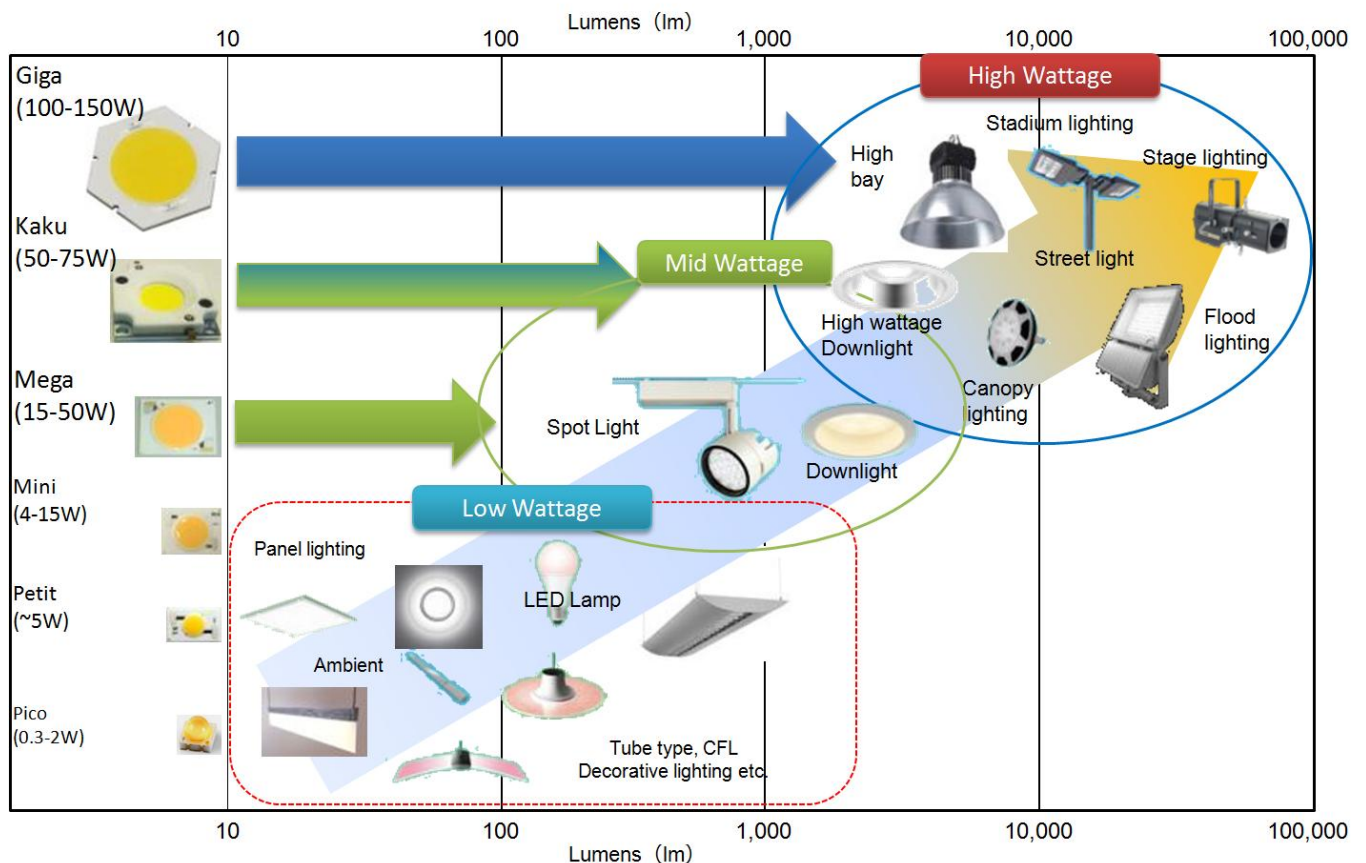 Lumens (lm)
10
100
1,000
10,000
100,000
Giga
(100-150W)
High Wattage
Stadium lighting
High
bay
Stage lighting
Kaku
(50-75W)
Mid Wattage
Street light
High wattage
Downlight
Flood
lighting
Mega
(15-50W)
Canopy
lighting
Spot Light
Downlight
Mini
(4-15W)
Low Wattage
Panel lighting
Petit
(~5W)
LED Lamp
Ambient
Pico
(0.3-2W)
Tube type, CFL
Decorative lighting etc.
10
100
1,000
10,000
100,000
Lumens (lm)